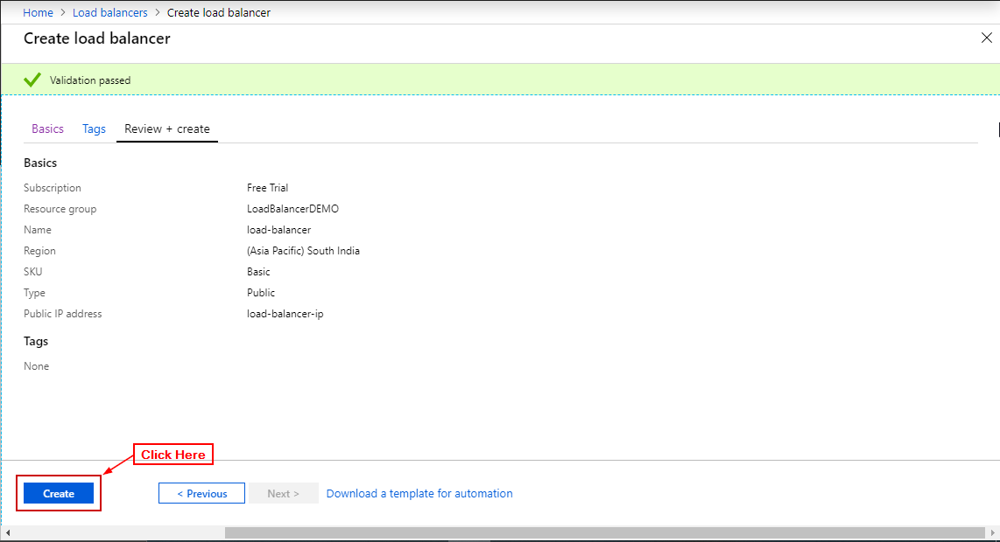 Home > Load balancers > Create load balancer
Create load balancer
Validation passed
Basics Tags Review + create
Basics
Subscription Free Trial
Resource group LoadBalancerDEMO
Name load-balancer
Region (Asia Pacific) South India
SKU Basic
Type Public
Public IP address load-balancer-ip
Tags
None
Click Here
Create < Previous Next > Download a template for automation